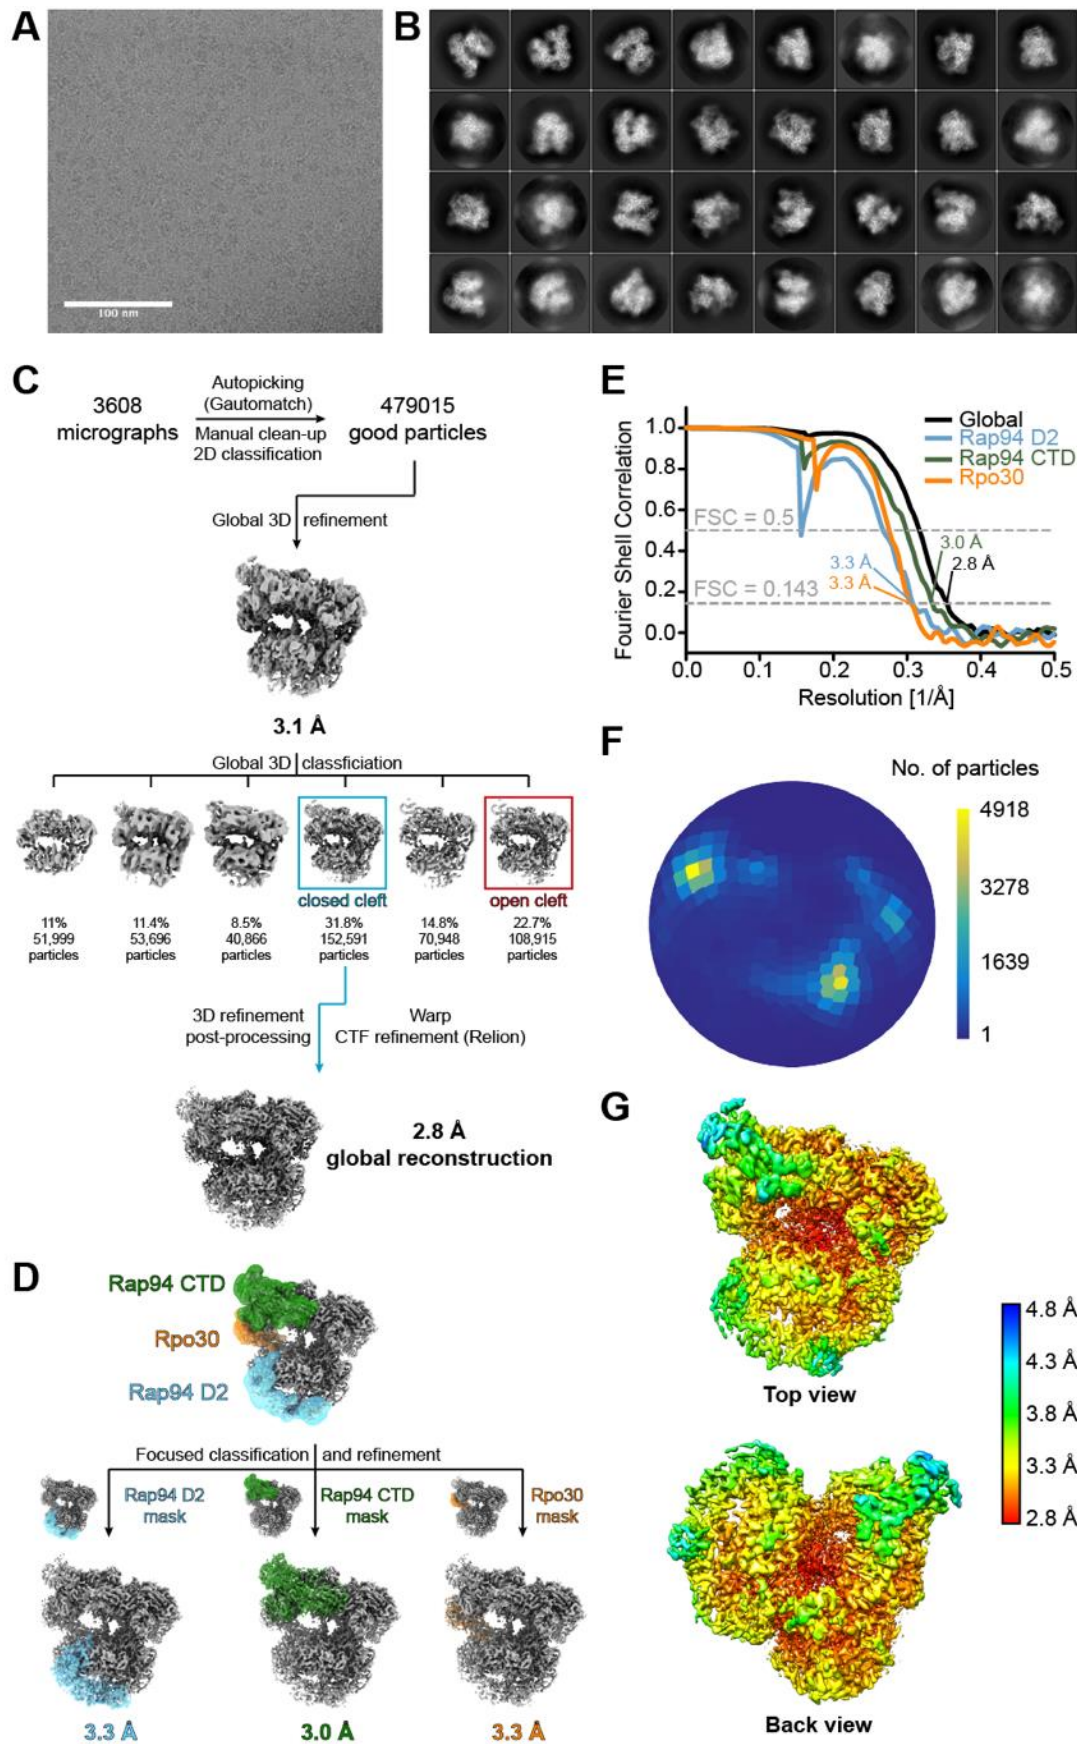 A
100 nm
B
C
3608
micrographs
Autopicking
(Gautomatch)
Manual clean-up
2D classification
479015
good particles
Global 3D refinement
3.1 Å
Global 3D classficiation
closed cleft
open cleft
11%
51,999
particles
11.4%
53,696
particles
8.5%
40,866
particles
31.8%
152,591
particles
14.8%
70,948
particles
22.7%
108,915
particles
3D refinement
post-processing
Warp
CTF refinement (Relion)
2.8 Å
global reconstruction
D
Rap94 CTD
Rpo30
Rap94 D2
Focused classification and refinement
Rap94 D2
mask
Rap94 CTD
mask
Rpo30
mask
3.3 Å
3.0 Å
3.3 Å
E
Fourier Shell Correlation
1.0
0.8
0.6
0.4
0.2
0.0
Global
Rap94 D2
Rap94 CTD
Rpo30
FSC = 0.5
FSC = 0.143
3.0 Å
2.8 Å
3.3 Å
3.3 Å
0.0 0.1 0.2 0.3 0.4 0.5
Resolution [1/Å]
F
No. of particles
4918
3278
1639
1
G
Top view
4.8 Å
4.3 Å
3.8 Å
3.3 Å
2.8 Å
Back view